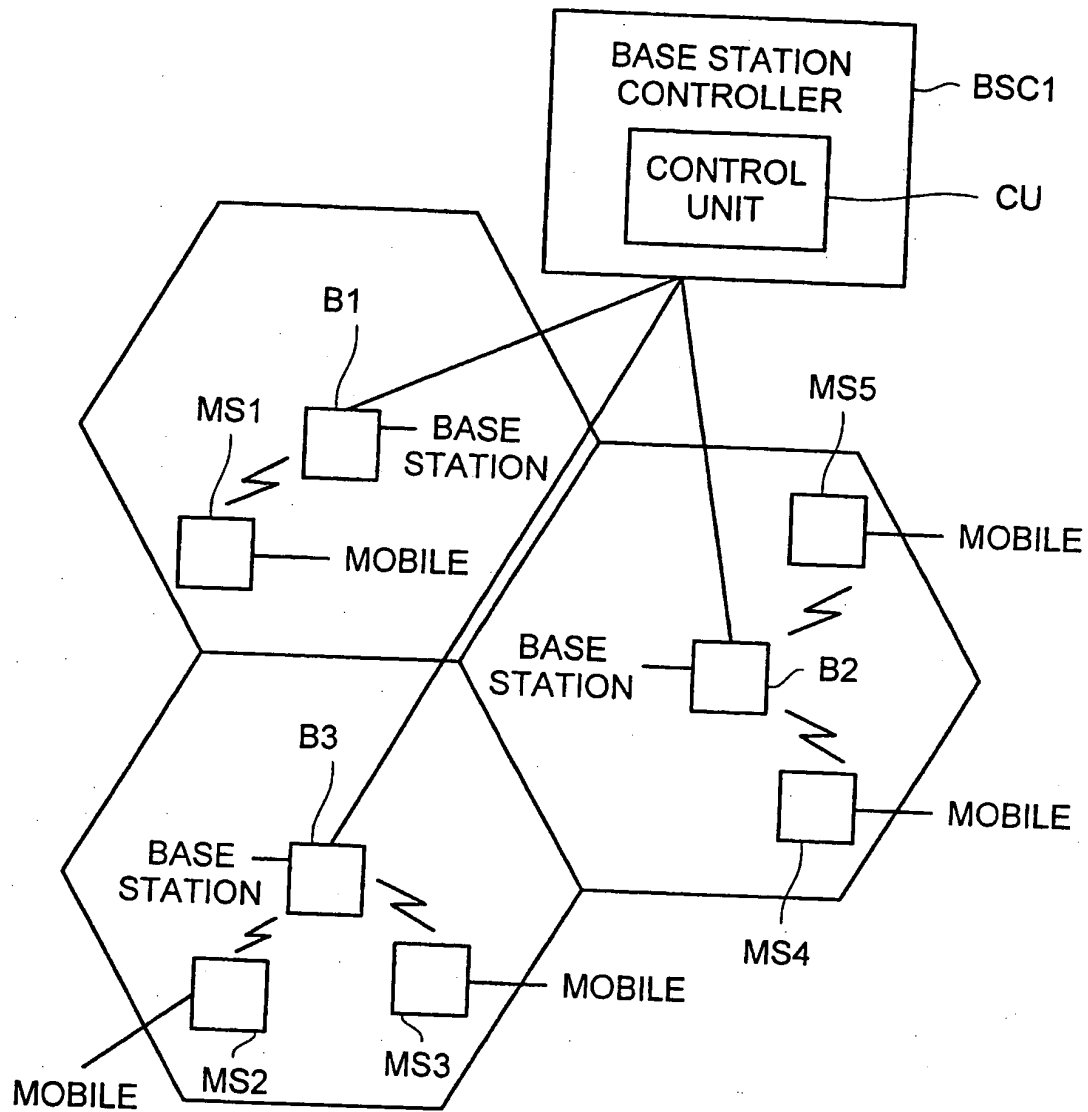 BASE STATION
CONTROLLER
BSC1
CONTROL
UNIT
CU
B1
MS1
BASE
STATION
MOBILE
MS5
MOBILE
BASE
STATION
B2
B3
MOBILE
BASE
STATION
MS4
MOBILE
MS2
MS3
MOBILE